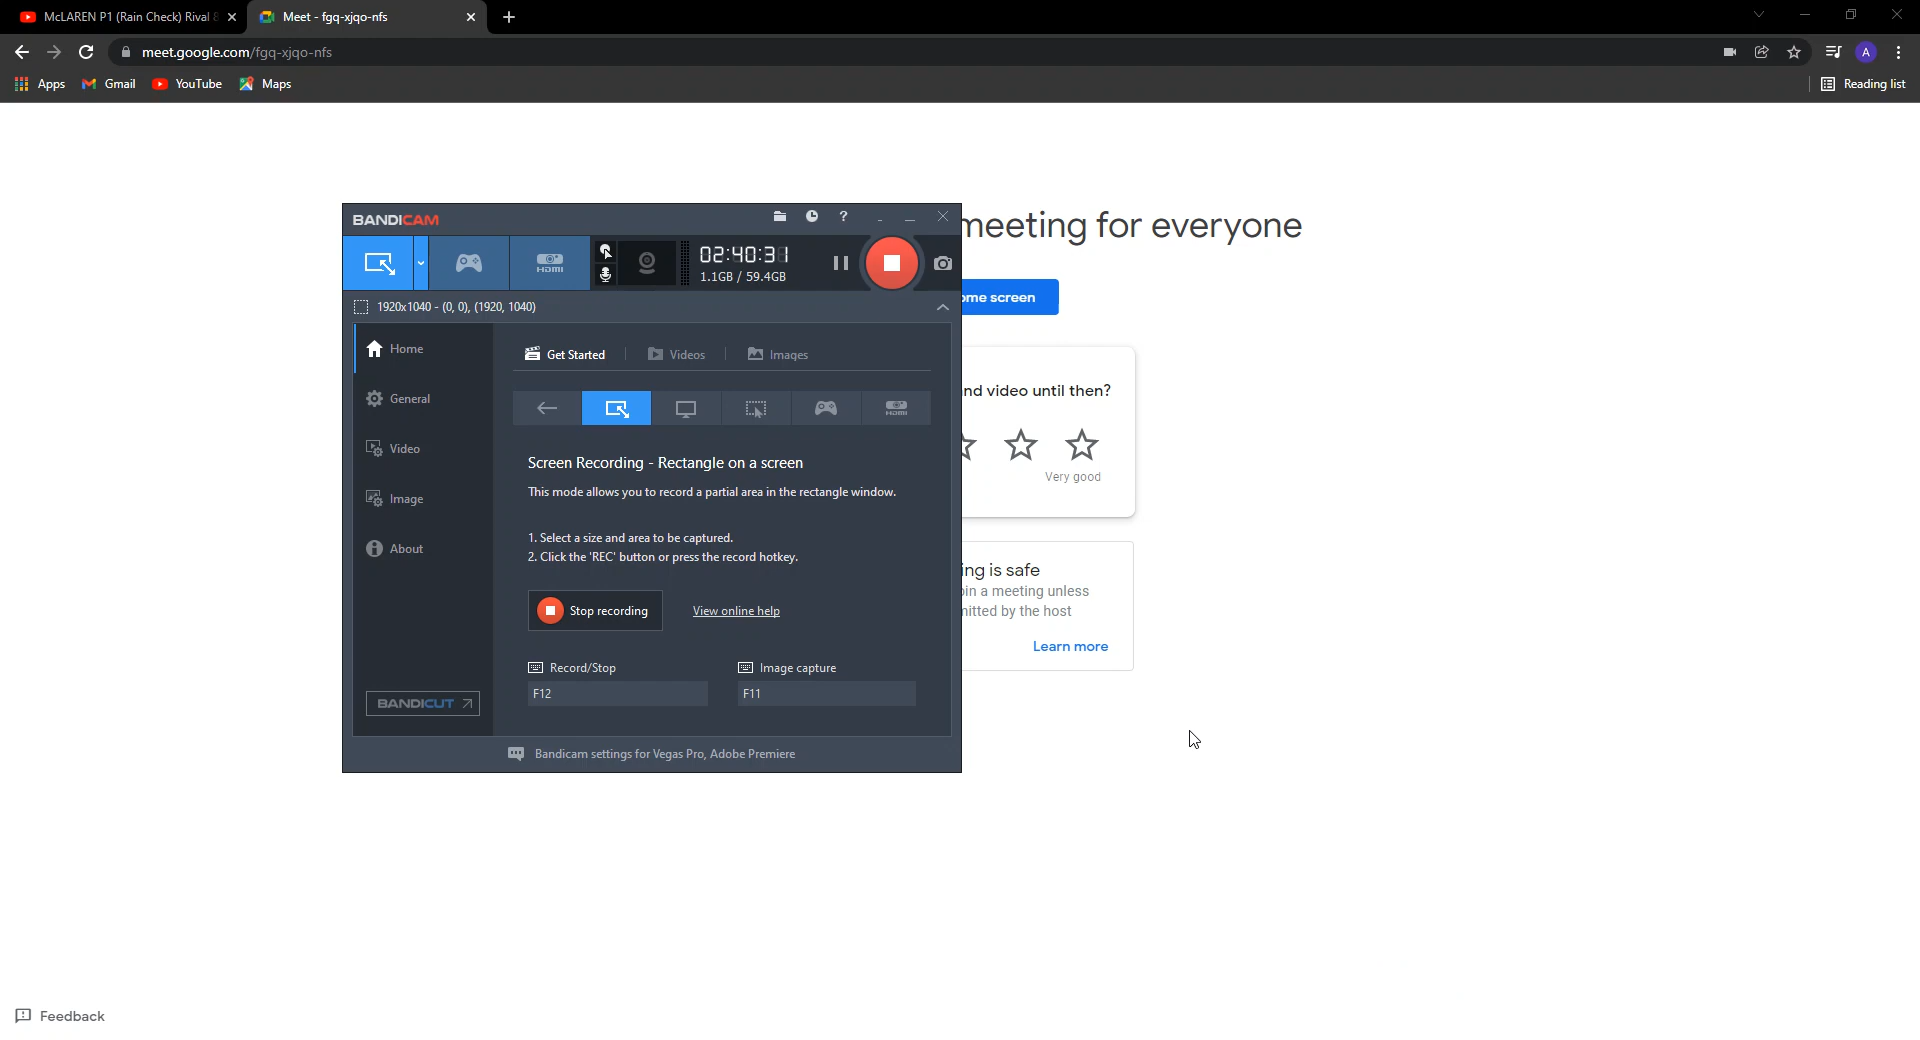 McLAREN P1 (Rain Check) Rival
Meet - fgq-xjqo-nfs
meet.google.com/fgq-xjqo-nfs
A
Apps
Gmail
YouTube
Maps
Reading list
BANDICAM
?
HDMI
02:40:31
1.1GB / 59.4GB
1920x1040 - (0, 0), (1920, 1040)
Home
General
Video
Image
About
BANDICUT
Get Started
Videos
Images
HDMI
Screen Recording - Rectangle on a screen
This mode allows you to record a partial area in the rectangle window.
1. Select a size and area to be captured.
2. Click the 'REC' button or press the record hotkey.
Stop recording
View online help
Record/Stop
Image capture
F12
F11
Bandicam settings for Vegas Pro, Adobe Premiere
meeting for everyone
ome screen
nd video until then?
Very good
ing is safe
oin a meeting unless
mitted by the host
Learn more
Feedback